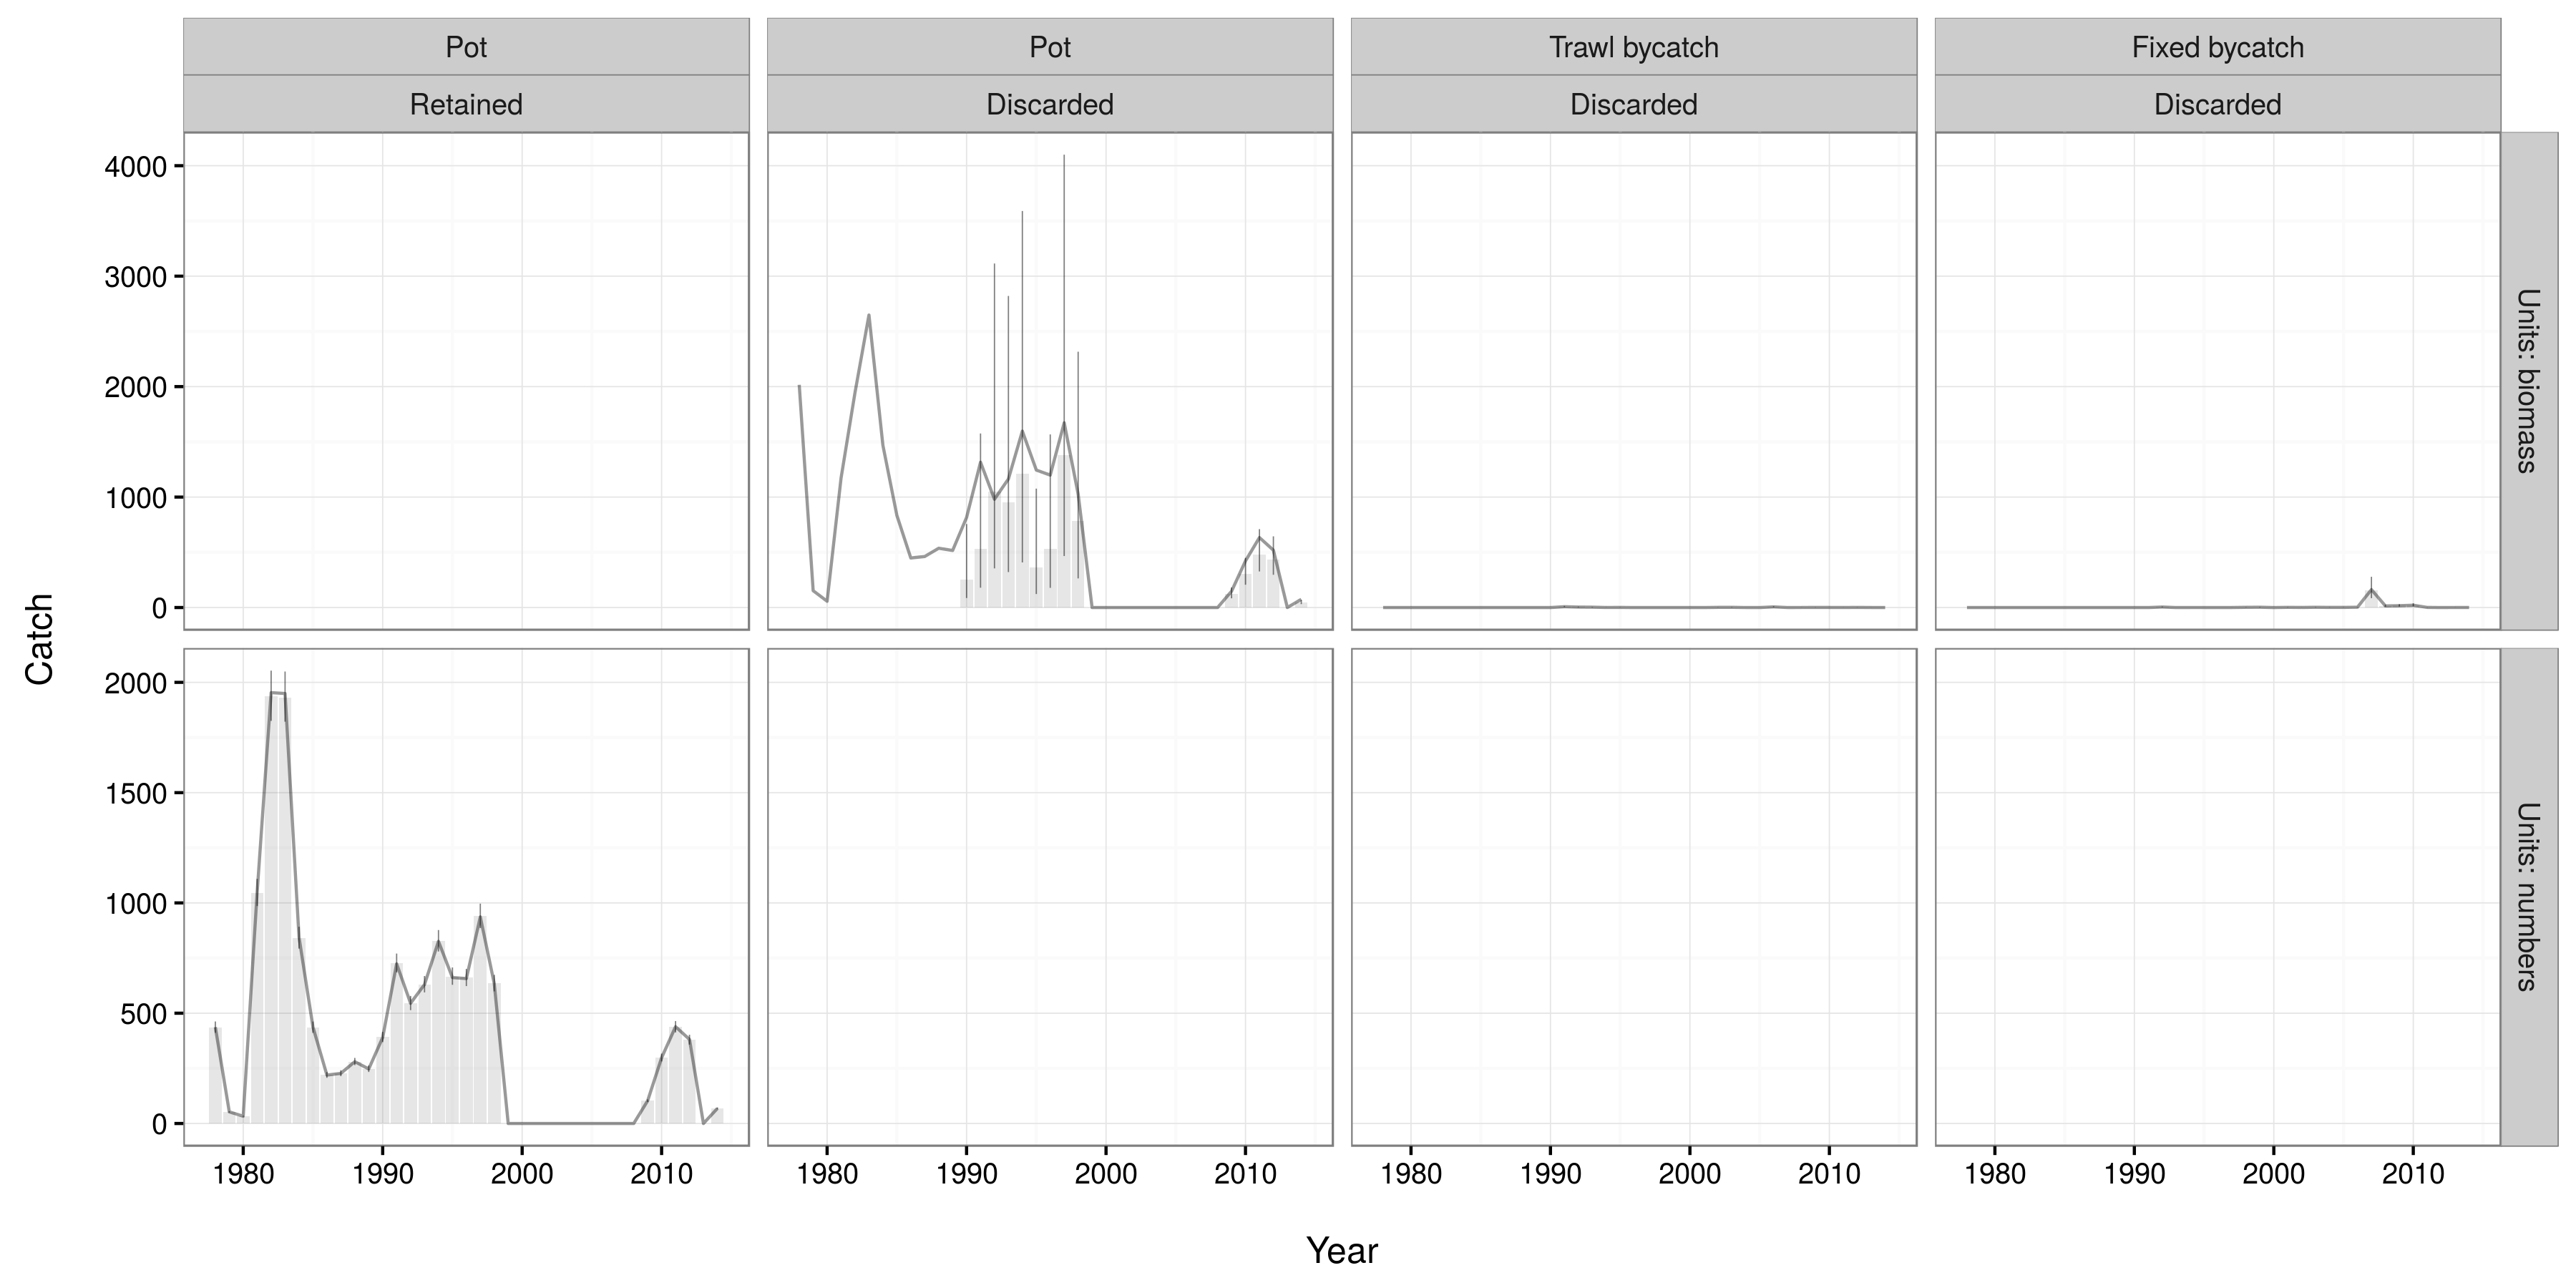 Pot Pot Trawl bycatch Fixed bycatch
Retained Discarded Discarded Discarded
4000
3000
2000
1000
0
Units: biomass
Catch
2000
1500
1000
500
0
Units: numbers
1980 1990 2000 2010 1980 1990 2000 2010 1980 1990 2000 2010 1980 1990 2000 2010
Year